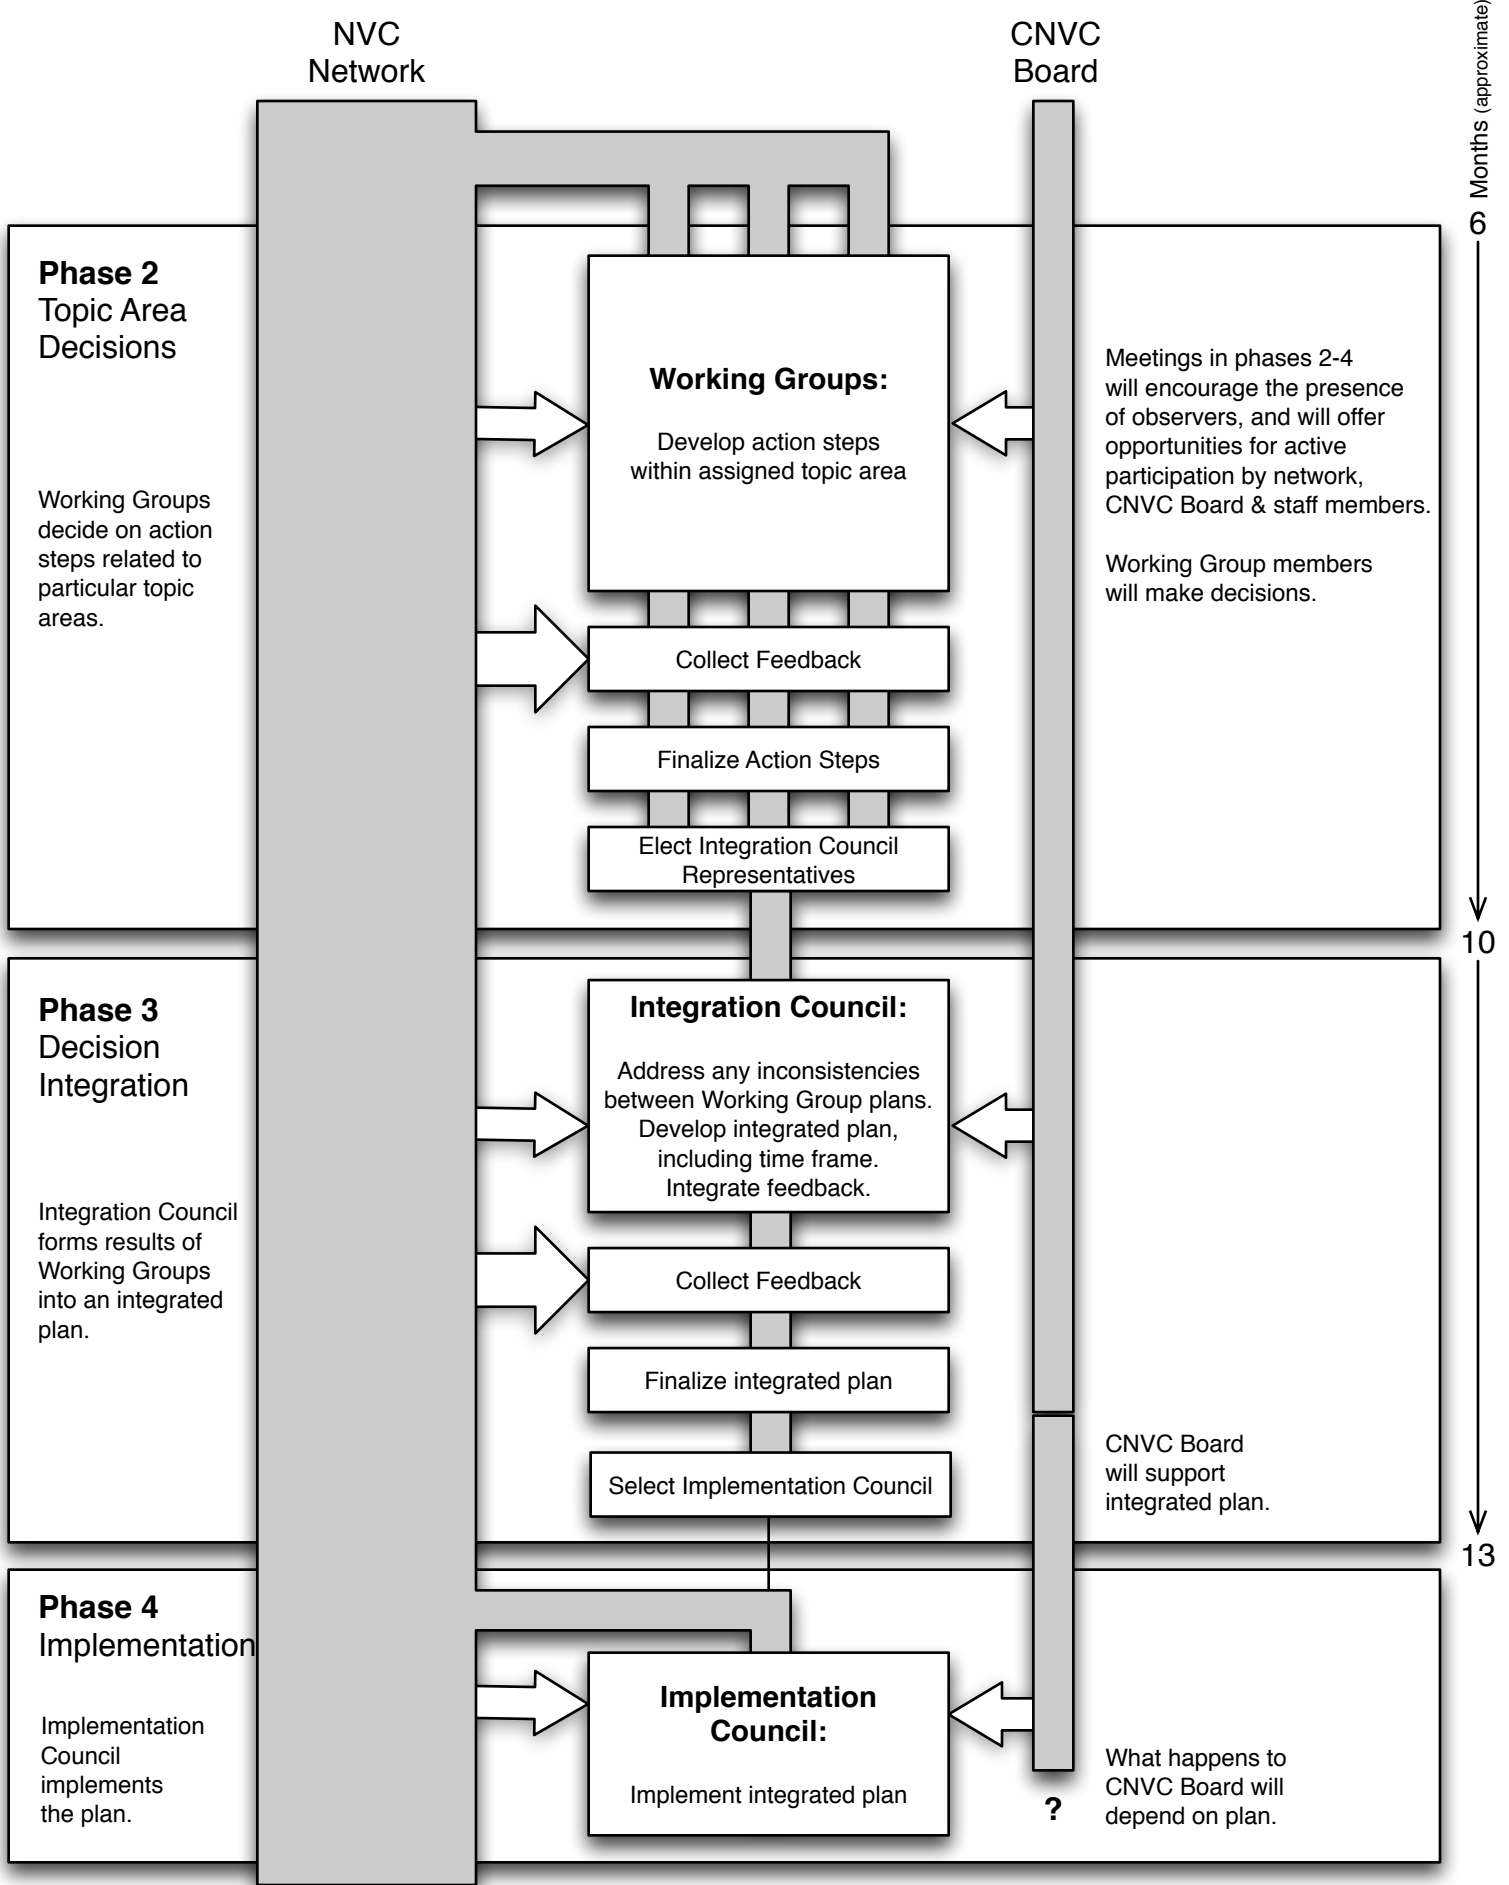 NVC
Network
CNVC
Board
Months (approximate)
6
Phase 2
Topic Area
Decisions
Working Groups
decide on action
steps related to
particular topic
areas.
Working Groups:
Develop action steps
within assigned topic area
Meetings in phases 2-4
will encourage the presence
of observers, and will offer
opportunities for active
participation by network,
CNVC Board & staff members.
Working Group members
will make decisions.
Collect Feedback
Finalize Action Steps
Elect Integration Council
Representatives
10
Phase 3
Decision
Integration
Integration Council
forms results of
Working Groups
into an integrated
plan.
Integration Council:
Address any inconsistencies
between Working Group plans.
Develop integrated plan,
including time frame.
Integrate feedback.
Collect Feedback
Finalize integrated plan
Select Implementation Council
CNVC Board
will support
integrated plan.
13
Phase 4
Implementation
Implementation
Council
implements
the plan.
Implementation
Council:
Implement integrated plan
?
What happens to
CNVC Board will
depend on plan.